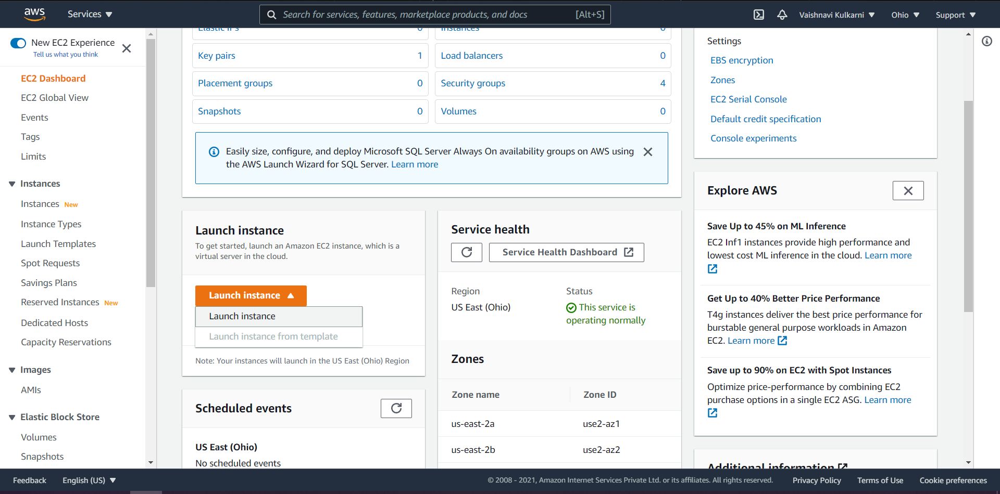 aws
Services
Search for services, features, marketplace products, and docs [Alt+S]
Vaishnavi Kulkarni
Ohio
Support
New EC2 Experience
Tell us what you think
EC2 Dashboard
EC2 Global View
Events
Tags
Limits
Instances
Instances New
Instance Types
Launch Templates
Spot Requests
Savings Plans
Reserved Instances New
Dedicated Hosts
Capacity Reservations
Images
AMIs
Elastic Block Store
Volumes
Snapshots
Elastic IPs 0
Instances 0
Key pairs 1
Load balancers 0
Placement groups 0
Security groups 4
Snapshots 0
Volumes 0
Easily size, configure, and deploy Microsoft SQL Server Always On availability groups on AWS using
the AWS Launch Wizard for SQL Server. Learn more
Launch instance
To get started, launch an Amazon EC2 instance, which is a
virtual server in the cloud.
Launch instance
Launch instance
Launch instance from template
Note: Your instances will launch in the US East (Ohio) Region
Scheduled events
US East (Ohio)
No scheduled events
Service health
Service Health Dashboard
Region
US East (Ohio)
Status
This service is
operating normally
Zones
Zone name Zone ID
us-east-2a use2-az1
us-east-2b use2-az2
Settings
EBS encryption
Zones
EC2 Serial Console
Default credit specification
Console experiments
Explore AWS
Save Up to 45% on ML Inference
EC2 Inf1 instances provide high performance and
lowest cost ML inference in the cloud. Learn more
Get Up to 40% Better Price Performance
T4g instances deliver the best price performance for
burstable general purpose workloads in Amazon
EC2. Learn more
Save up to 90% on EC2 with Spot Instances
Optimize price-performance by combining EC2
purchase options in a single EC2 ASG. Learn more
Additional information
Feedback
English (US)
© 2008 - 2021, Amazon Internet Services Private Ltd. or its affiliates. All rights reserved.
Privacy Policy
Terms of Use
Cookie preferences